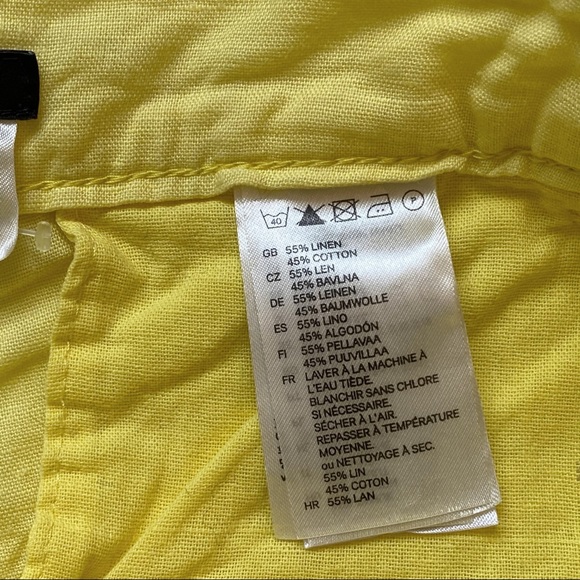 40
P
GB 55% LINEN
45% COTTON
CZ 55% LEN
45% BAVLNA
DE 55% LEINEN
45% BAUMWOLLE
ES 55% LINO
45% ALGODÓN
FI 55% PELLAVAA
45% PUUVILLAA
FR LAVER À LA MACHINE À
L'EAU TIÈDE.
BLANCHIR SANS CHLORE
SI NÉCESSAIRE.
SÉCHER À L'AIR.
REPASSER À TEMPÉRATURE
MOYENNE.
ou NETTOYAGE À SEC.
55% LIN
45% COTON
HR 55% LAN